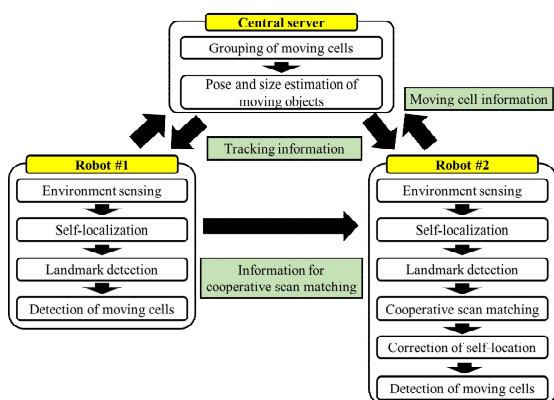 Central server
Grouping of moving cells
Pose and size estimation of
moving objects
Moving cell information
Tracking information
Robot #1
Environment sensing
Self-localization
Landmark detection
Detection of moving cells
Information for
cooperative scan matching
Robot #2
Environment sensing
Self-localization
Landmark detection
Cooperative scan matching
Correction of self-location
Detection of moving cells